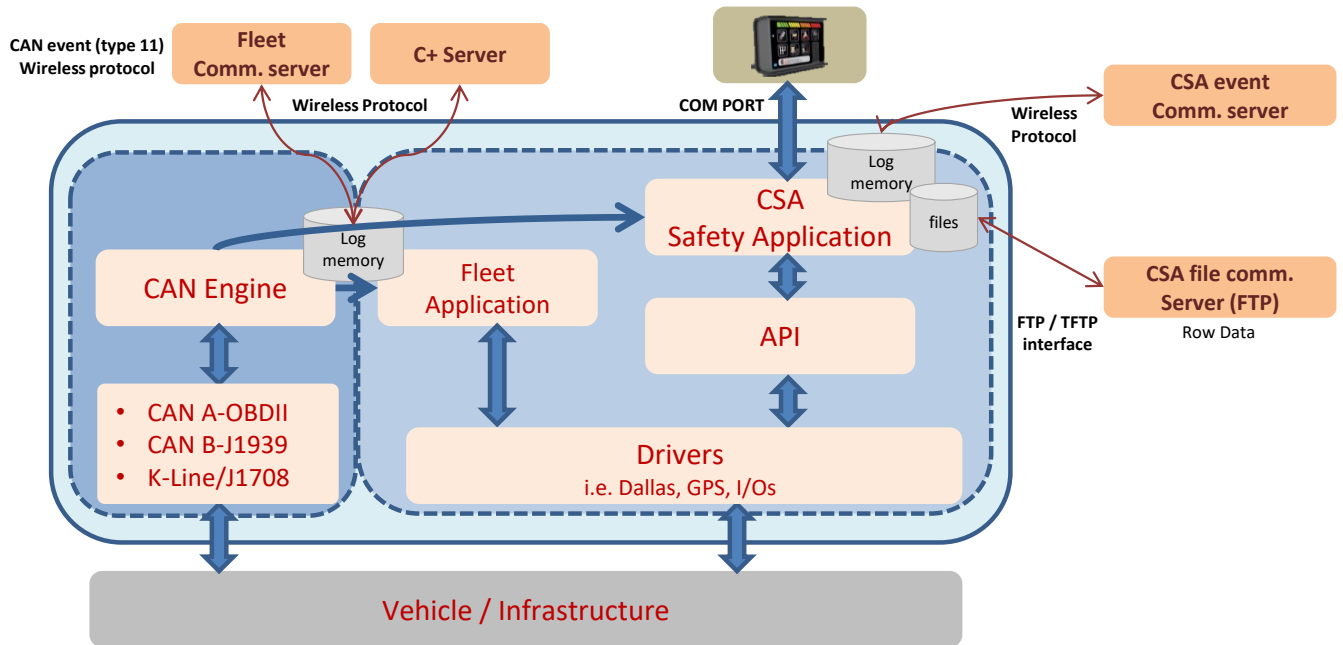 CAN event (type 11)
Wireless protocol
Fleet
Comm. server
C+ Server
Wireless Protocol
COM PORT
Wireless
Protocol
CSA event
Comm. server
Log
memory
files
CSA
Safety Application
Log
memory
CAN Engine
Fleet
Application
API
FTP / TFTP
interface
CSA file comm.
Server (FTP)
Row Data
• CAN A-OBDII
• CAN B-J1939
• K-Line/J1708
Drivers
i.e. Dallas, GPS, I/Os
Vehicle / Infrastructure